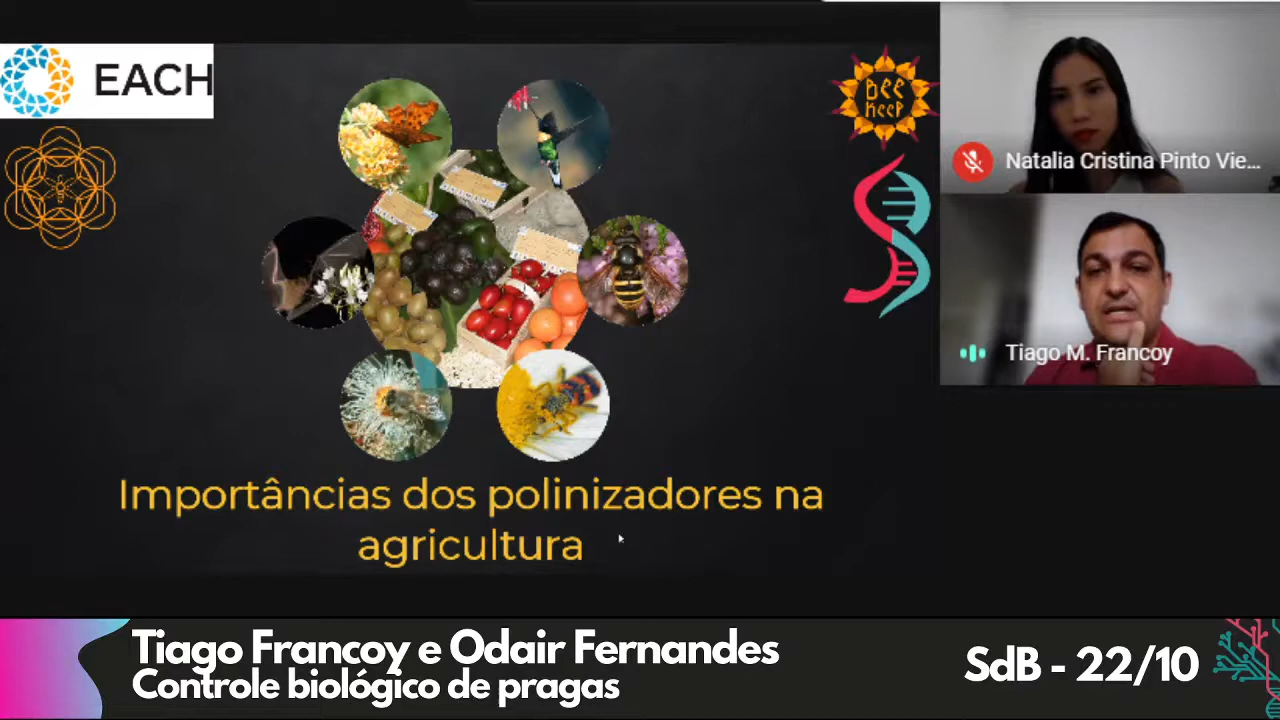 EACH
BEE
KEEP
Natalia Cristina Pinto Vie...
Tiago M. Francoy
Importâncias dos polinizadores na
agricultura
Tiago Francoy e Odair Fernandes
Controle biológico de pragas
SdB - 22/10